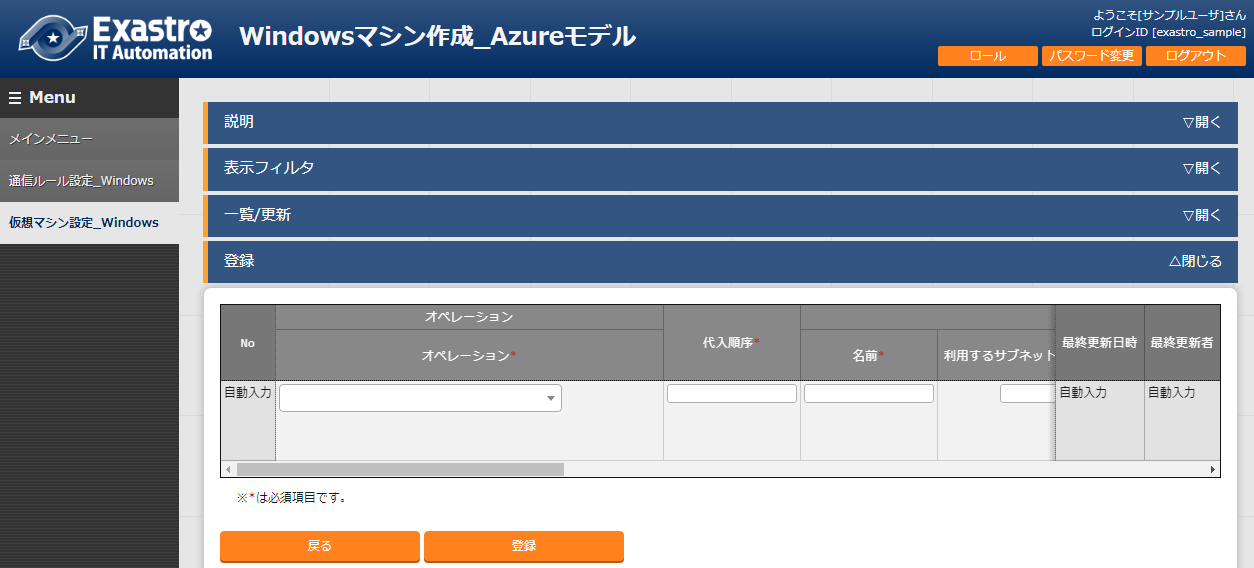 Exastro
IT Automation
Windowsマシン作成_Azureモデル
ようこそ[サンプルユーザ]さん
ログインID [exastro_sample]
ロール
パスワード変更
ログアウト
Menu
メインメニュー
通信ルール設定_Windows
仮想マシン設定_Windows
説明
▽開く
表示フィルタ
▽開く
一覧/更新
▽開く
登録
△閉じる
No
オペレーション
オペレーション*
代入順序*
名前*
利用するサブネット
最終更新日時
最終更新者
自動入力
自動入力
自動入力
※*は必須項目です。
戻る
登録